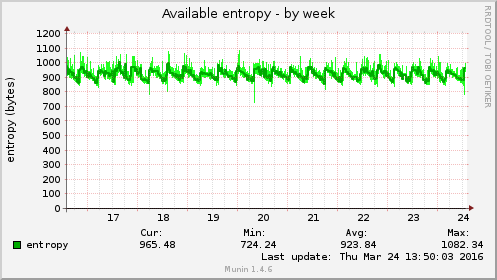 Available entropy - by week
RRDTOOL / TOBI OETIKER
entropy (bytes)
1200
1100
1000
900
800
700
600
500
400
300
200
100
0
17 18 19 20 21 22 23 24
Cur: Min: Avg: Max:
entropy 965.48 724.24 923.84 1082.34
Last update: Thu Mar 24 13:50:03 2016
Munin 1.4.6